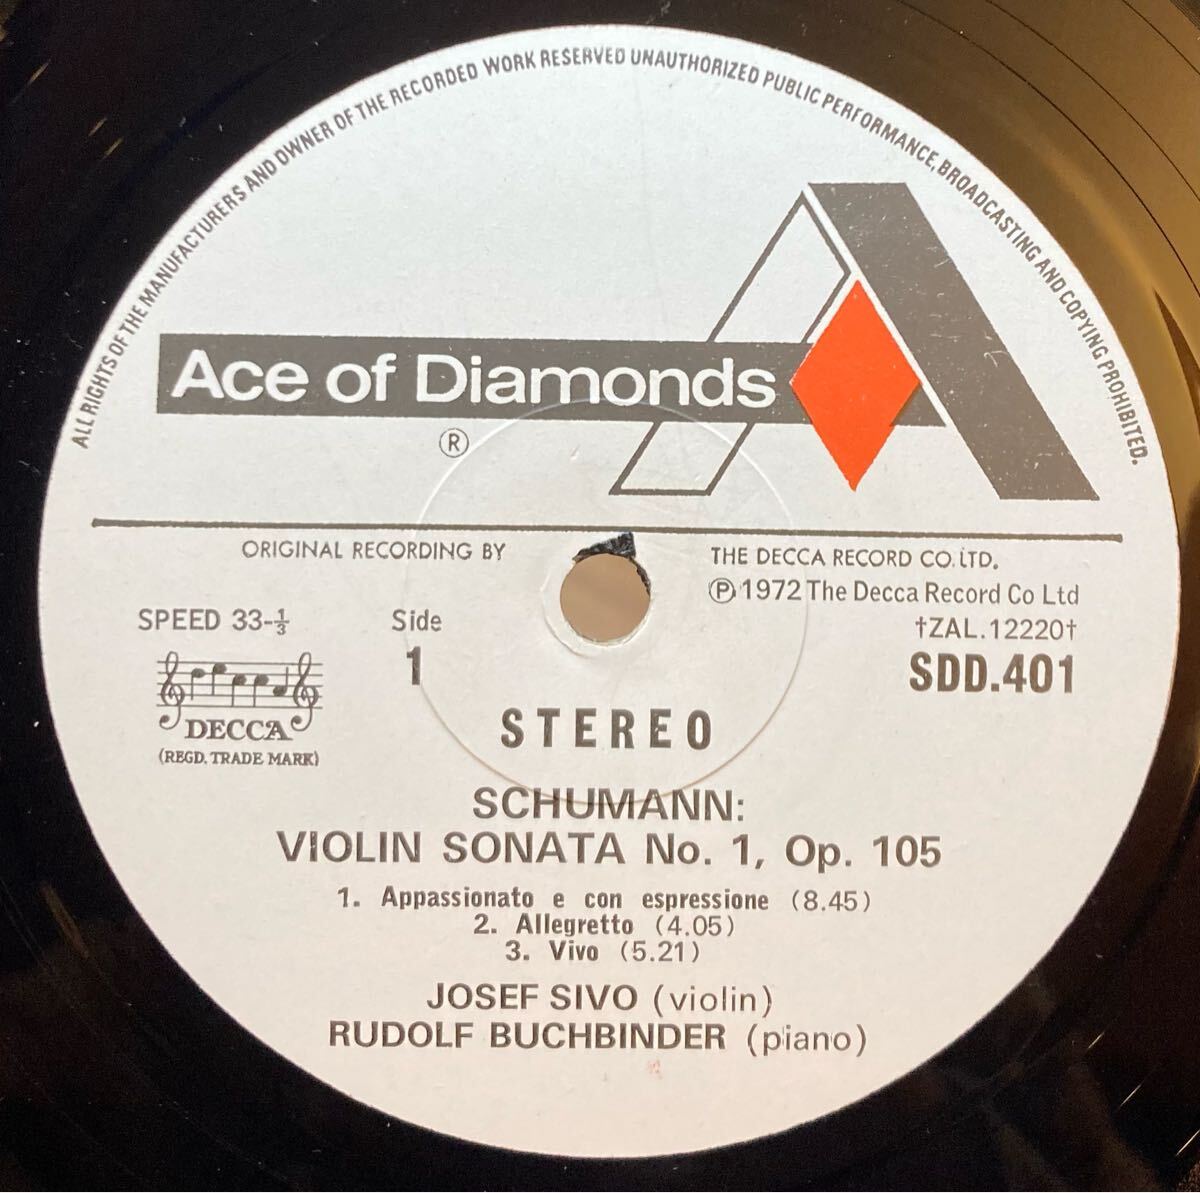 ALL RIGHTS OF THE MANUFACTURERS AND OWNER OF THE RECORDED WORK RESERVED UNAUTHORIZED PUBLIC PERFORMANCE, BROADCASTING AND COPYING PROHIBITED.
Ace of Diamonds
®
ORIGINAL RECORDING BY
THE DECCA RECORD CO. LTD.
℗ 1972 The Decca Record Co Ltd
SPEED 33-⅓
Side
†ZAL.12220†
1
SDD.401
DECCA
(REGD. TRADE MARK)
STEREO
SCHUMANN:
VIOLIN SONATA No. 1, Op. 105
1. Appassionato e con espressione (8.45)
2. Allegretto (4.05)
3. Vivo (5.21)
JOSEF SIVO (violin)
RUDOLF BUCHBINDER (piano)